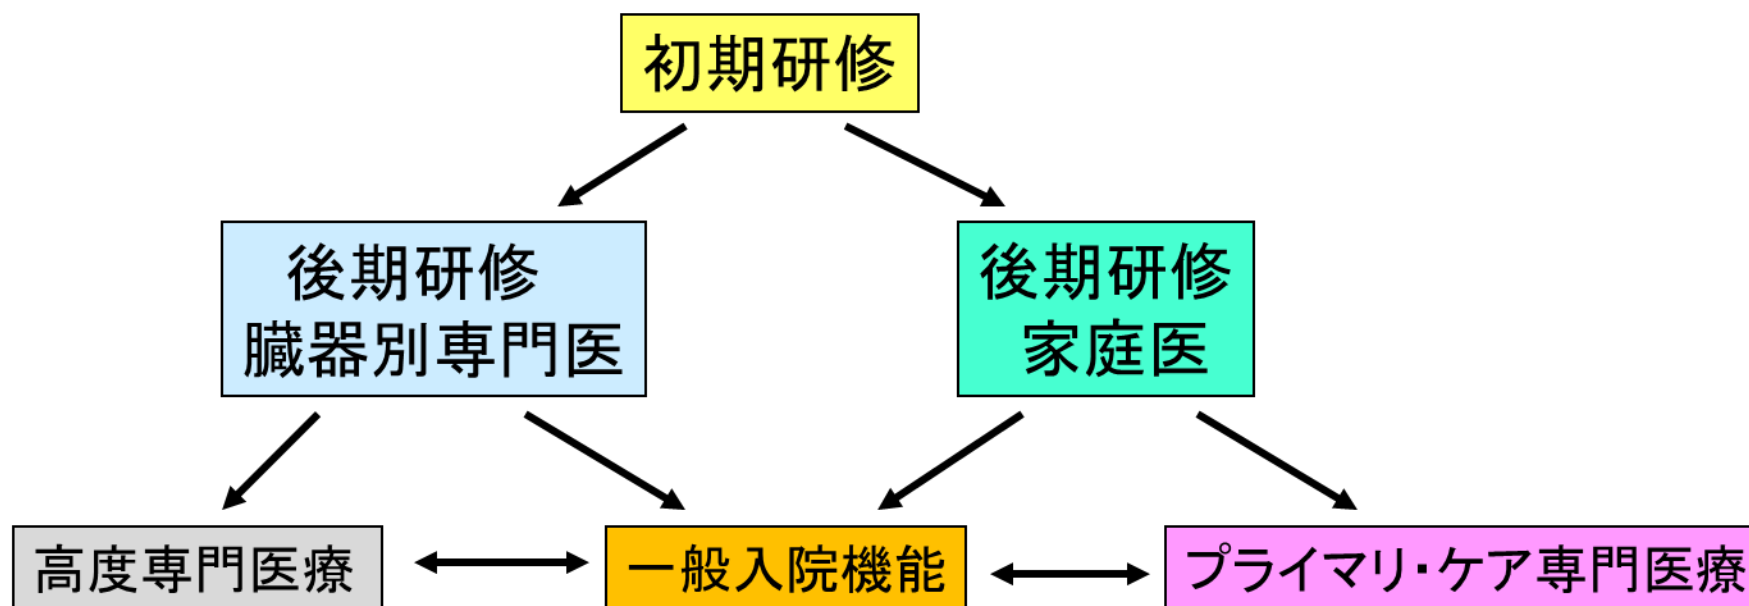 初期研修
後期研修
臓器別専門医
後期研修
家庭医
高度専門医療
一般入院機能
プライマリ・ケア専門医療